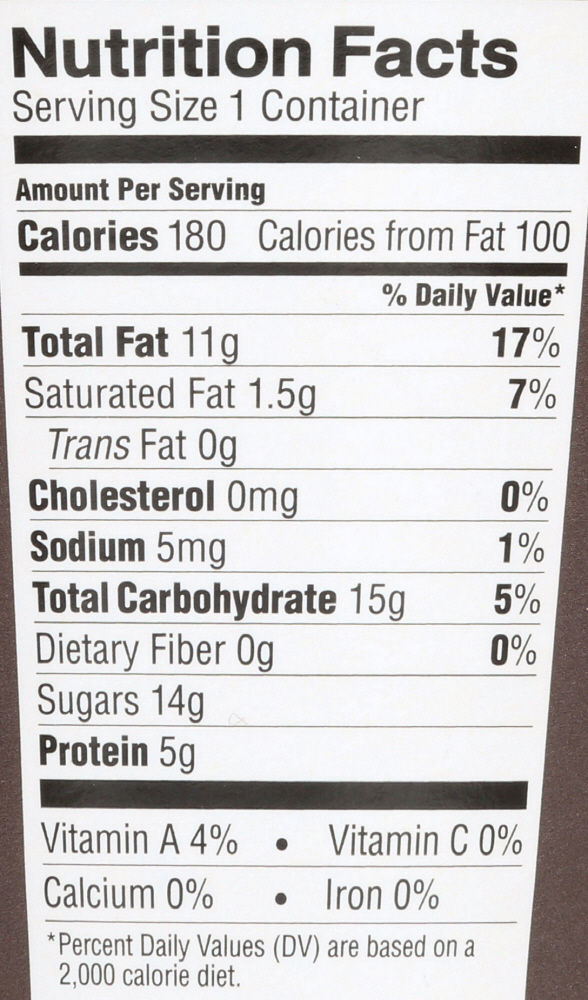 Nutrition Facts
Serving Size 1 Container
Amount Per Serving
Calories 180 Calories from Fat 100
% Daily Value*
Total Fat 11g 17%
Saturated Fat 1.5g 7%
Trans Fat 0g
Cholesterol 0mg 0%
Sodium 5mg 1%
Total Carbohydrate 15g 5%
Dietary Fiber 0g 0%
Sugars 14g
Protein 5g
Vitamin A 4% • Vitamin C 0%
Calcium 0% • Iron 0%
*Percent Daily Values (DV) are based on a
2,000 calorie diet.